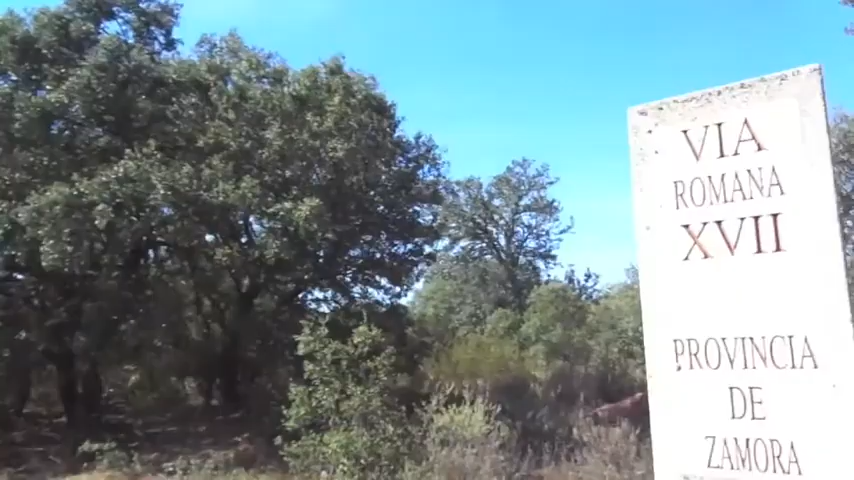 VIA
ROMANA
XVII
PROVINCIA
DE
ZAMORA